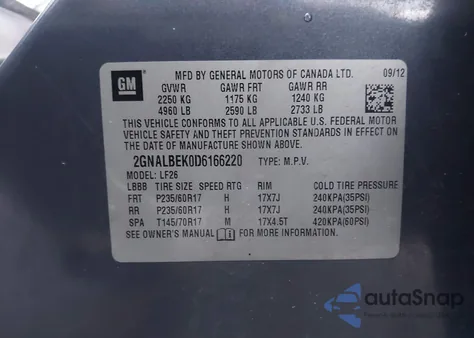 GM
MFD BY GENERAL MOTORS OF CANADA LTD. 09/12
GVWR GAWR FRT GAWR RR
2250 KG 1175 KG 1240 KG
4960 LB 2590 LB 2733 LB
THIS VEHICLE CONFORMS TO ALL APPLICABLE U.S. FEDERAL MOTOR
VEHICLE SAFETY AND THEFT PREVENTION STANDARDS IN EFFECT ON
THE DATE OF MANUFACTURE SHOWN ABOVE.
2GNALBEK0D6166220 TYPE: M.P.V.
MODEL: LF26
LBBB TIRE SIZE SPEED RTG RIM COLD TIRE PRESSURE
FRT P235/60R17 H 17X7J 240KPA(35PSI)
RR P235/60R17 H 17X7J 240KPA(35PSI)
SPA T145/70R17 M 17X4.5T 420KPA(60PSI)
SEE OWNER'S MANUAL FOR MORE INFORMATION.
autoSnap